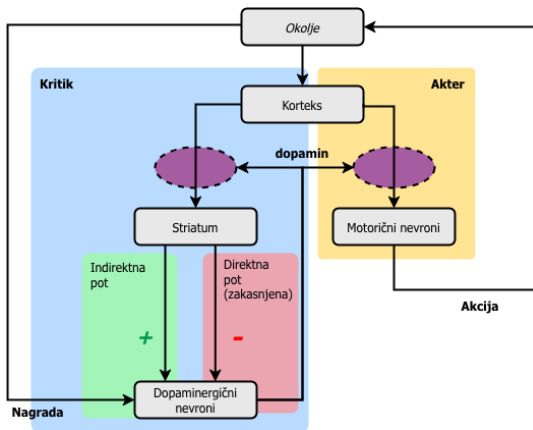 Okolje
Kritik
Akter
Korteks
dopamin
Striatum
Motorični nevroni
Indirektna
pot
Direktna
pot
(zakasnjena)
+
-
Akcija
Dopaminergični
nevroni
Nagrada